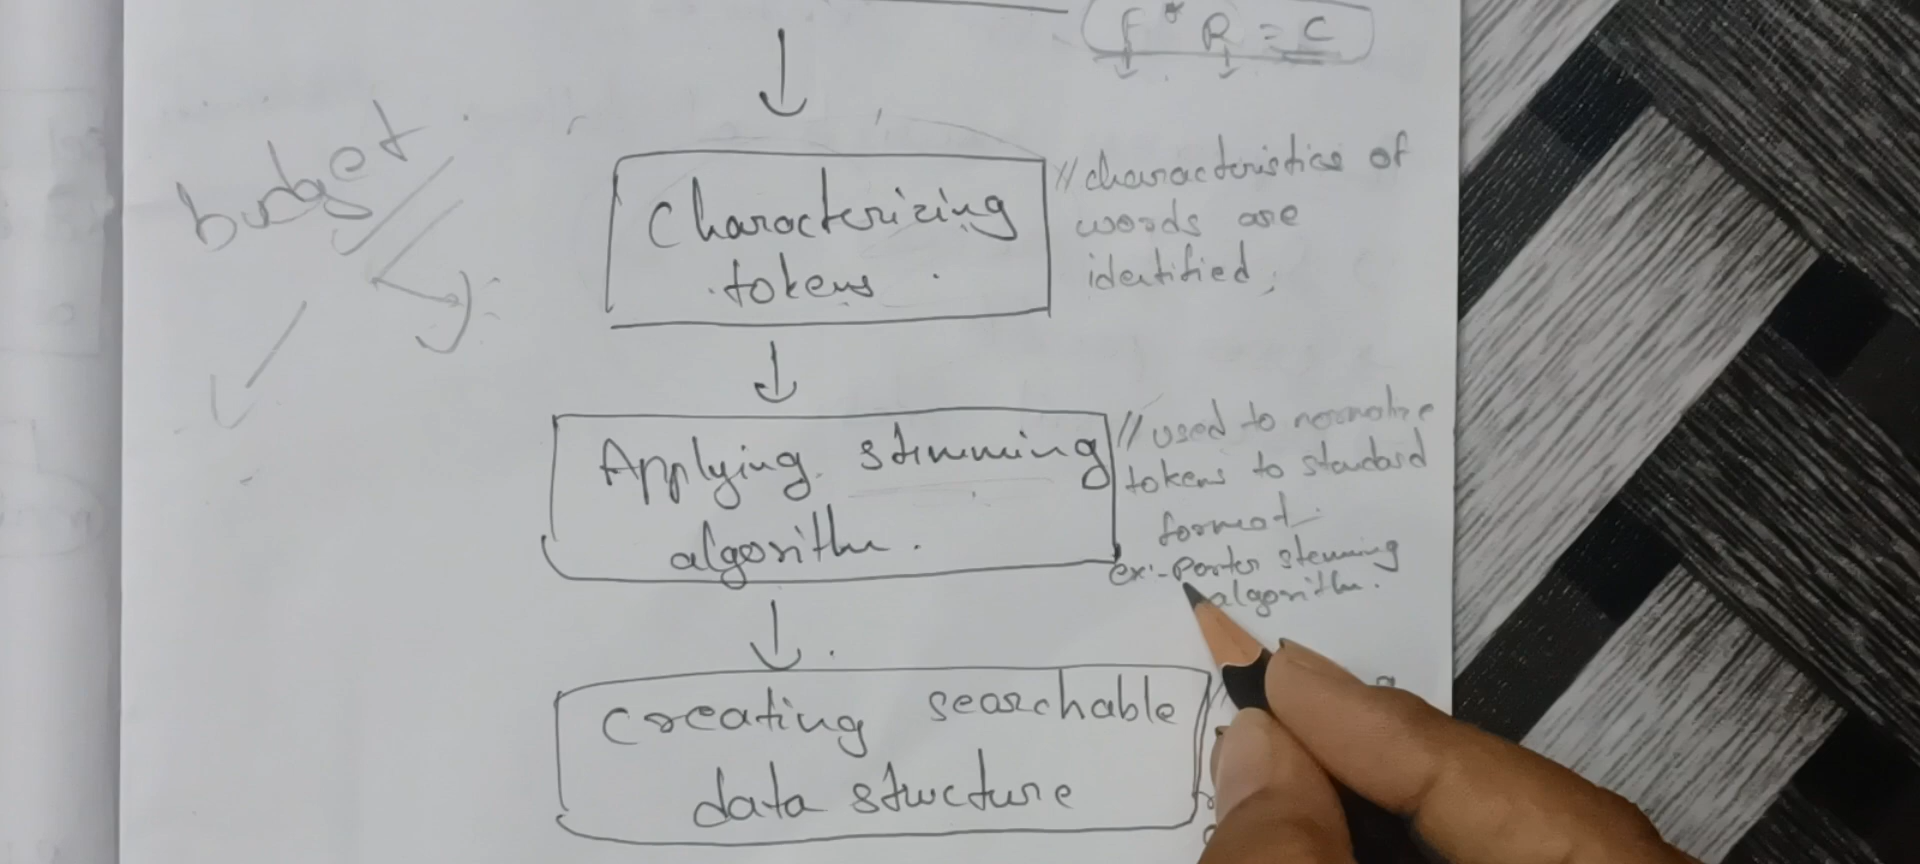 F * R = C
budget
Characterizing
tokens
// characteristics of
words are
identified,
Applying stimming
algorithm.
// used to normalize
tokens to standard
format
ex:- Porter stemming
algorithm.
Creating searchable
data structure